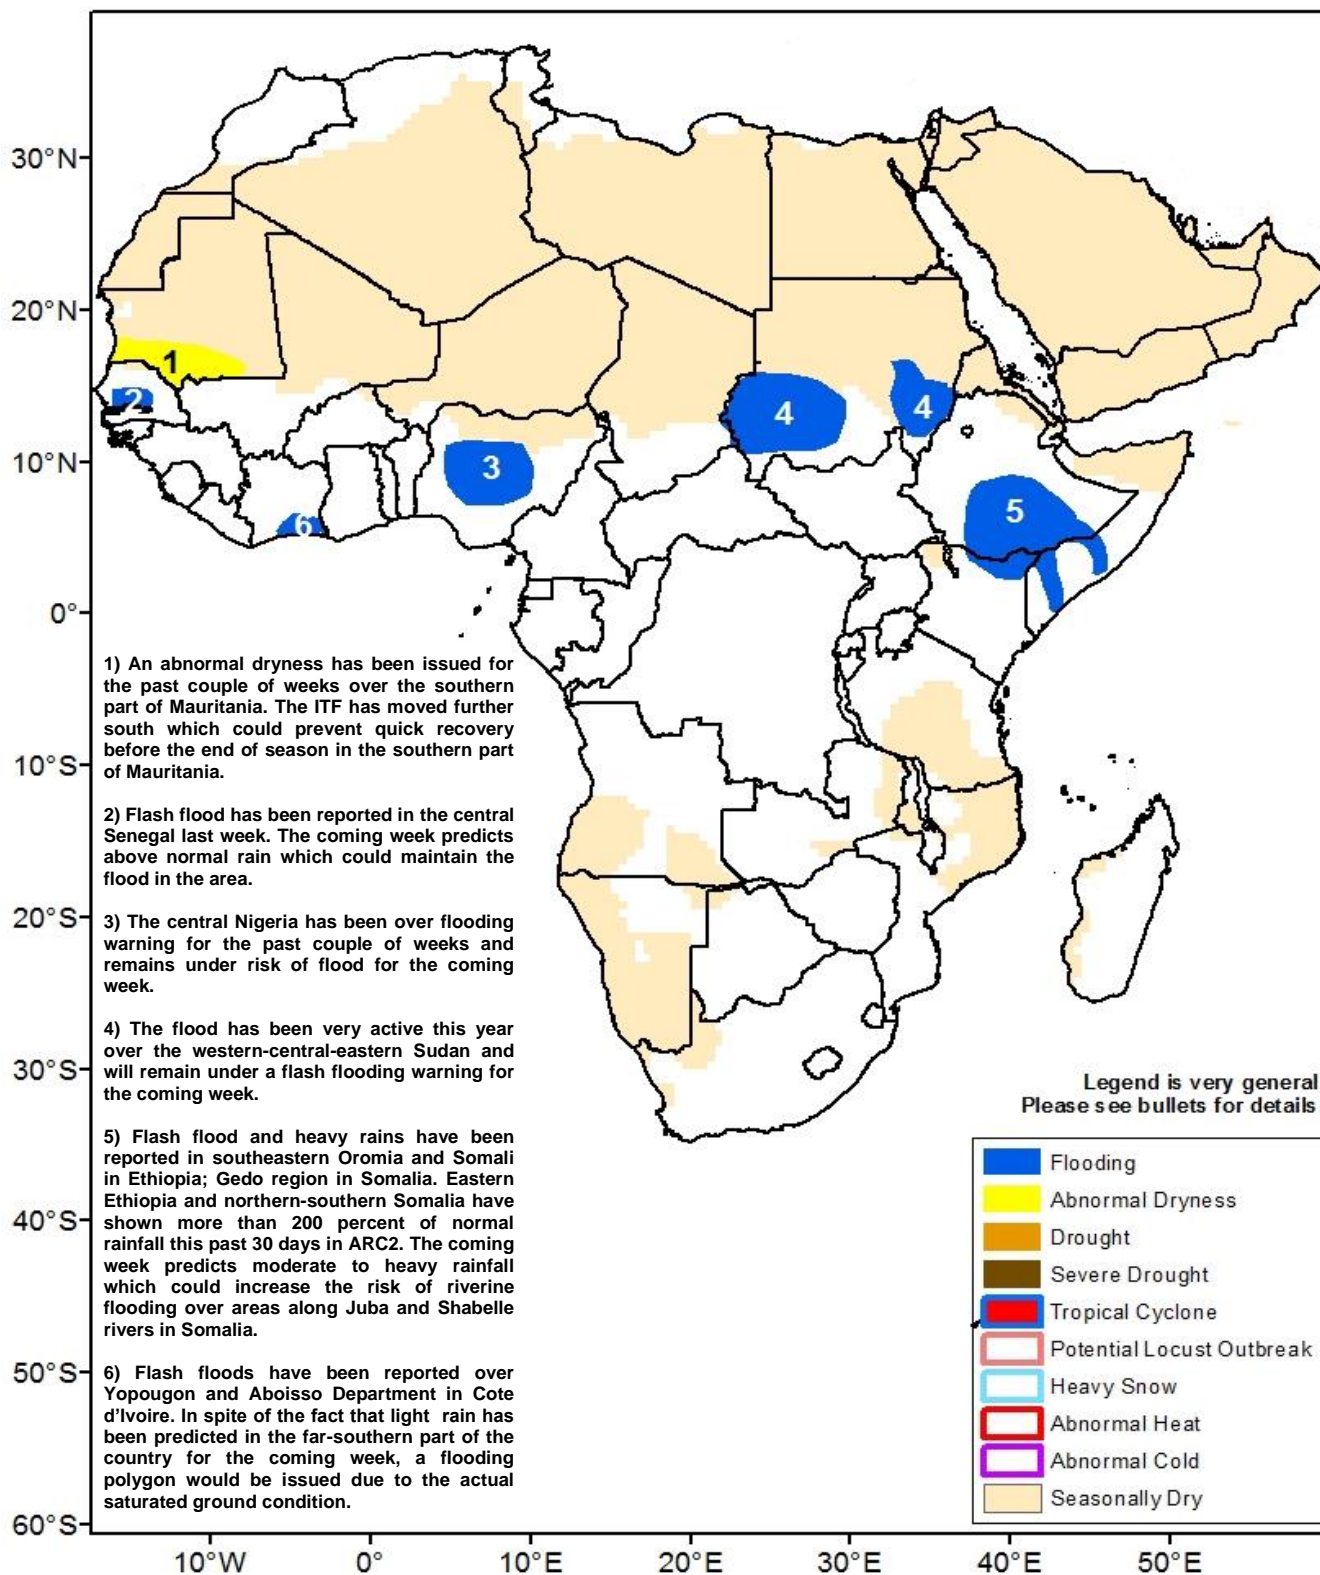 30°N
20°N
10°N
0°
10°S
20°S
30°S
40°S
50°S
60°S
1
2
3
4
4
5
6
1) An abnormal dryness has been issued for
the past couple of weeks over the southern
part of Mauritania. The ITF has moved further
south which could prevent quick recovery
before the end of season in the southern part
of Mauritania.
2) Flash flood has been reported in the central
Senegal last week. The coming week predicts
above normal rain which could maintain the
flood in the area.
3) The central Nigeria has been over flooding
warning for the past couple of weeks and
remains under risk of flood for the coming
week.
4) The flood has been very active this year
over the western-central-eastern Sudan and
will remain under a flash flooding warning for
the coming week.
5) Flash flood and heavy rains have been
reported in southeastern Oromia and Somali
in Ethiopia; Gedo region in Somalia. Eastern
Ethiopia and northern-southern Somalia have
shown more than 200 percent of normal
rainfall this past 30 days in ARC2. The coming
week predicts moderate to heavy rainfall
which could increase the risk of riverine
flooding over areas along Juba and Shabelle
rivers in Somalia.
6) Flash floods have been reported over
Yopougon and Aboisso Department in Cote
d'Ivoire. In spite of the fact that light rain has
been predicted in the far-southern part of the
country for the coming week, a flooding
polygon would be issued due to the actual
saturated ground condition.
Legend is very general
Please see bullets for details
Flooding
Abnormal Dryness
Drought
Severe Drought
Tropical Cyclone
Potential Locust Outbreak
Heavy Snow
Abnormal Heat
Abnormal Cold
Seasonally Dry
10°W
0°
10°E
20°E
30°E
40°E
50°E